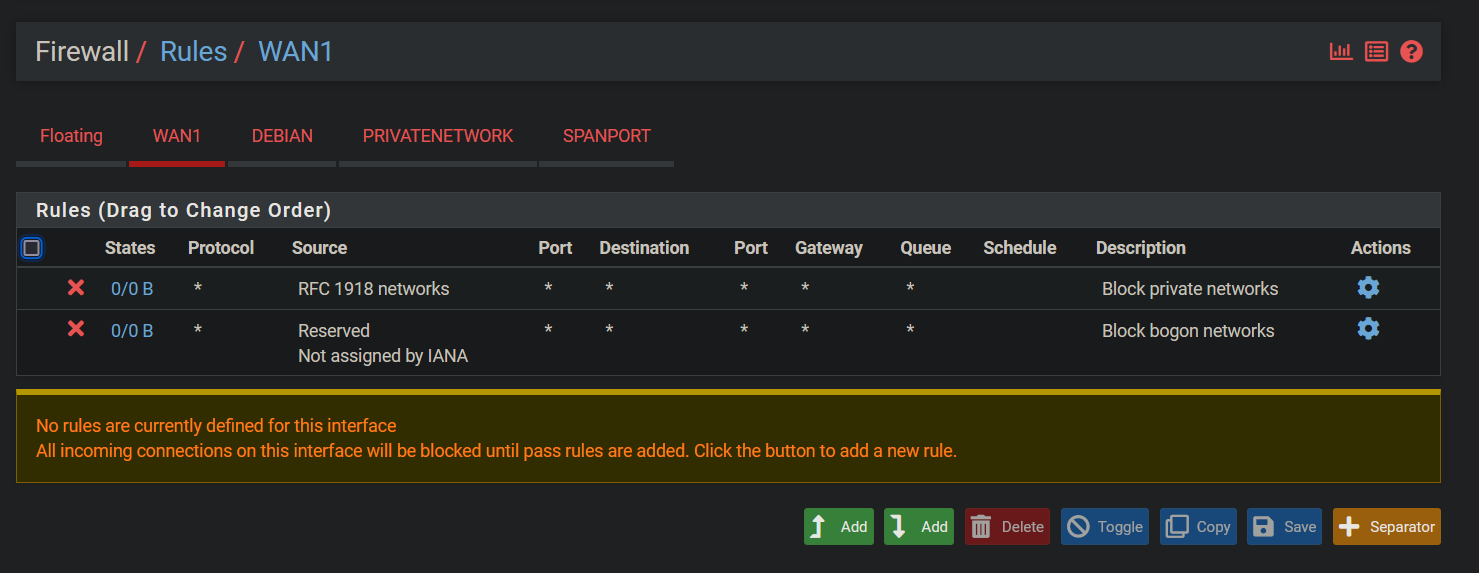 Firewall / Rules / WAN1
Floating WAN1 DEBIAN PRIVATENETWORK SPANPORT
Rules (Drag to Change Order)
States Protocol Source Port Destination Port Gateway Queue Schedule Description Actions
0/0 B * RFC 1918 networks * * * * * Block private networks
0/0 B * Reserved * * * * * Block bogon networks
Not assigned by IANA
No rules are currently defined for this interface
All incoming connections on this interface will be blocked until pass rules are added. Click the button to add a new rule.
Add Add Delete Toggle Copy Save Separator